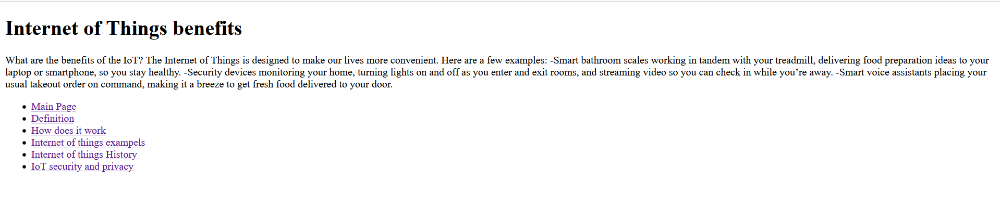 Internet of Things benefits
What are the benefits of the IoT? The Internet of Things is designed to make our lives more convenient. Here are a few examples: -Smart bathroom scales working in tandem with your treadmill, delivering food preparation ideas to your
laptop or smartphone, so you stay healthy. -Security devices monitoring your home, turning lights on and off as you enter and exit rooms, and streaming video so you can check in while you’re away. -Smart voice assistants placing your
usual takeout order on command, making it a breeze to get fresh food delivered to your door.
• Main Page
• Definition
• How does it work
• Internet of things exampels
• Internet of things History
• IoT security and privacy